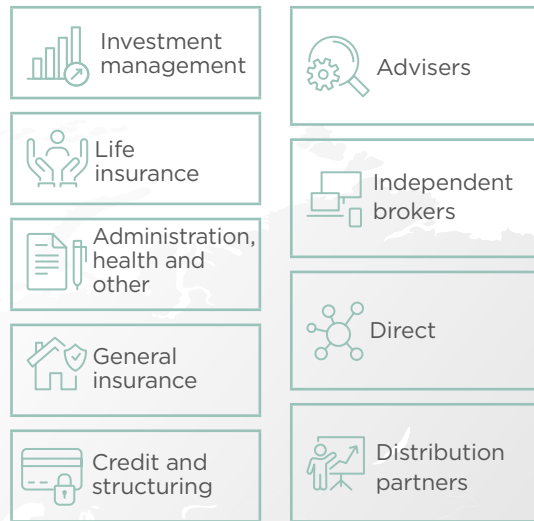 Investment
management
Life
insurance
Administration,
health and
other
General
insurance
Credit and
structuring
Advisers
Independent
brokers
Direct
Distribution
partners